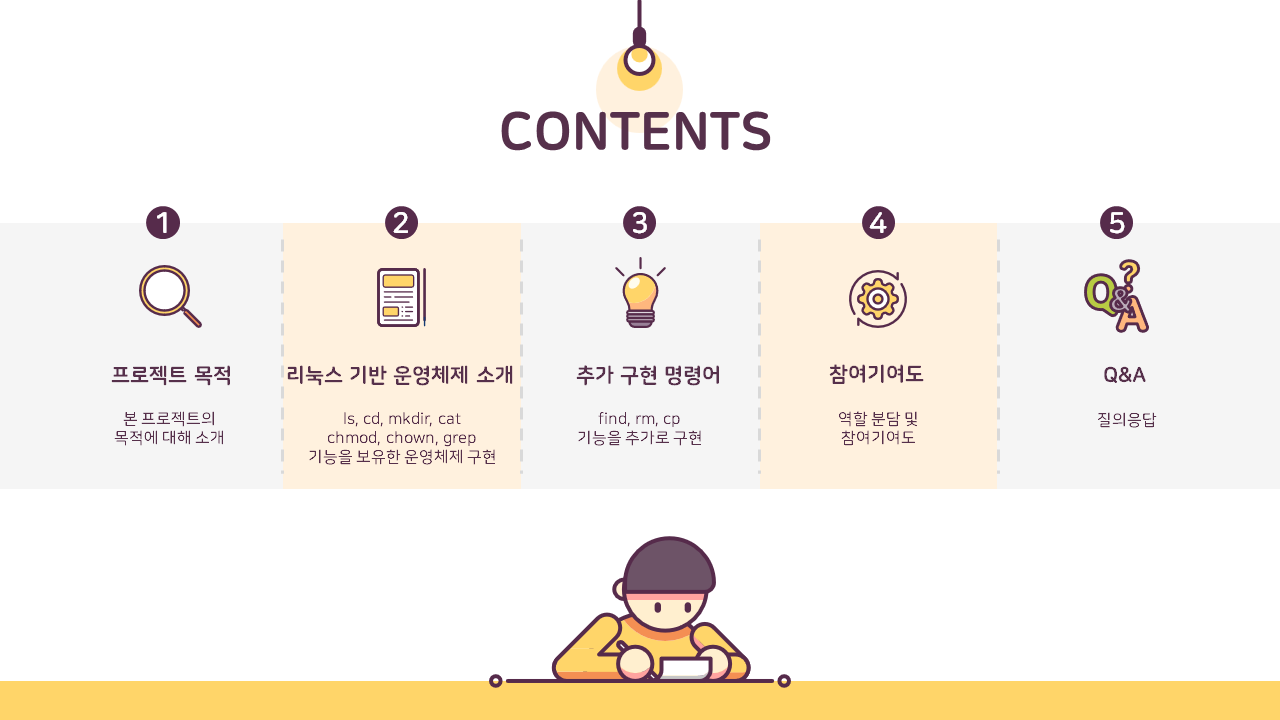 CONTENTS
1
프로젝트 목적
본 프로젝트의
목적에 대해 소개
2
리눅스 기반 운영체제 소개
ls, cd, mkdir, cat
chmod, chown, grep
기능을 보유한 운영체제 구현
3
추가 구현 명령어
find, rm, cp
기능을 추가로 구현
4
참여기여도
역할 분담 및
참여기여도
5
Q&A?
Q&A
질의응답